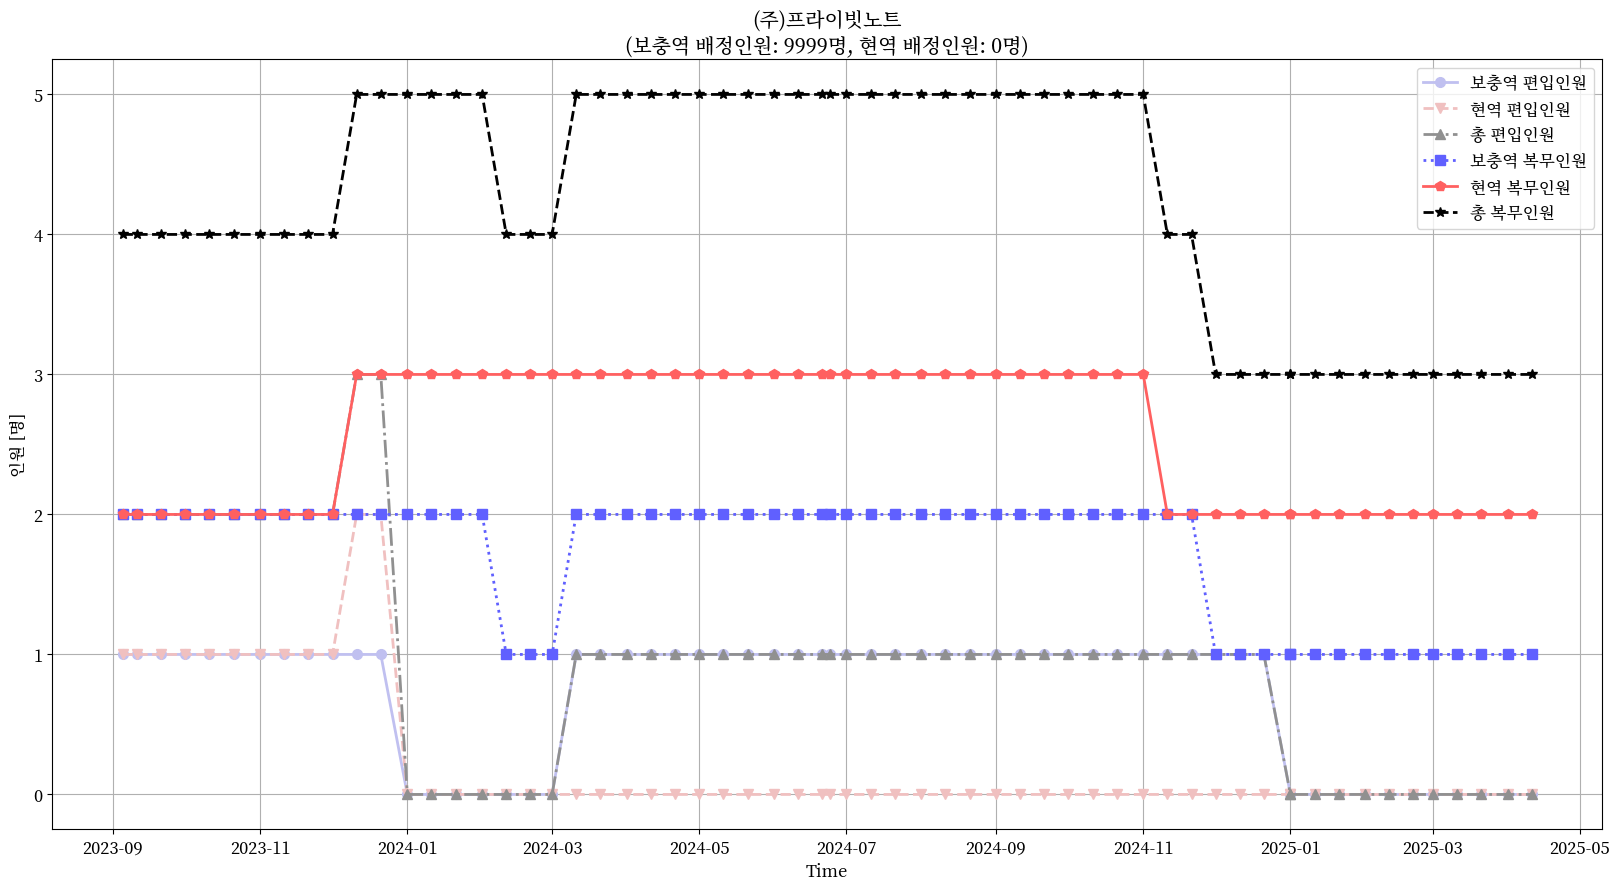 (주)프라이빗노트
(보충역 배정인원: 9999명, 현역 배정인원: 0명)
보충역 편입인원
현역 편입인원
총 편입인원
보충역 복무인원
현역 복무인원
총 복무인원
인원 [명]
5
4
3
2
1
0
2023-09 2023-11 2024-01 2024-03 2024-05 2024-07 2024-09 2024-11 2025-01 2025-03 2025-05
Time